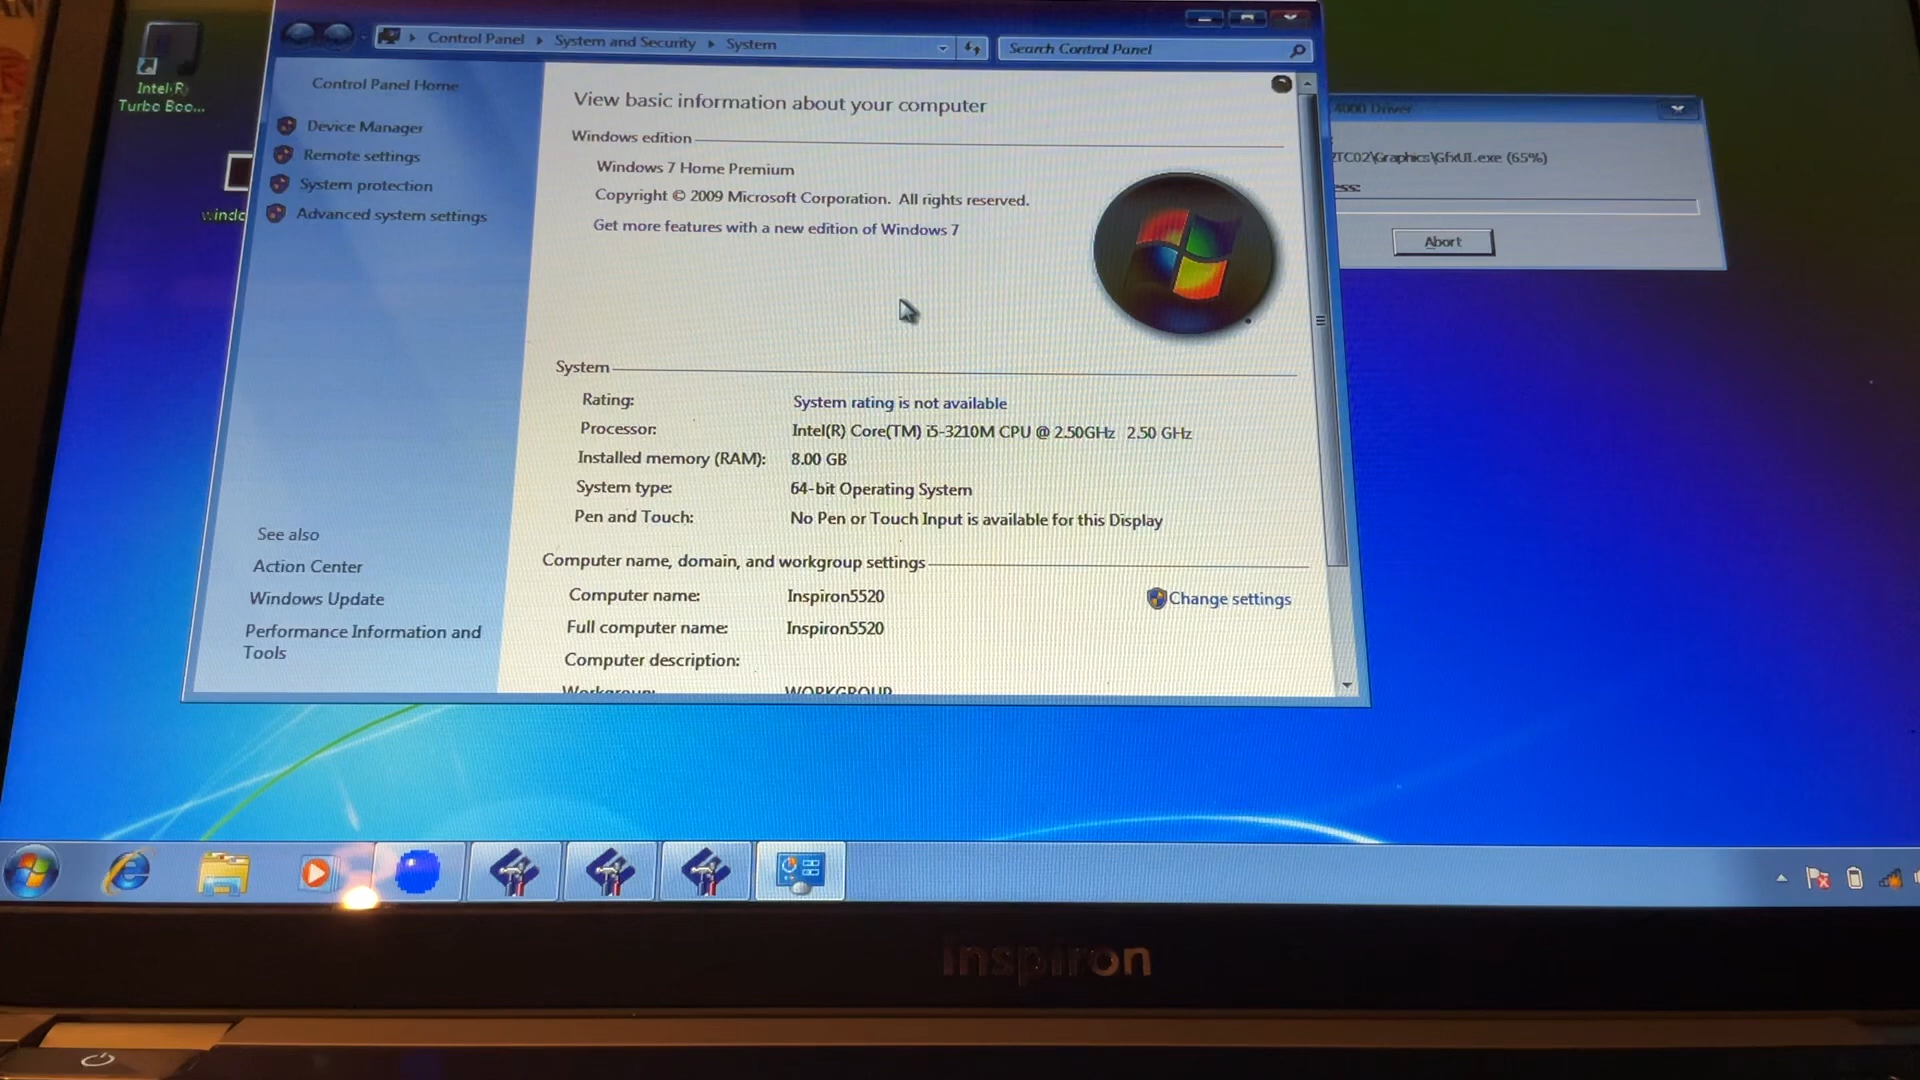 Intel(R)
Turbo Boo...
windo
Control Panel
System and Security
System
Search Control Panel
Control Panel Home
Device Manager
Remote settings
System protection
Advanced system settings
See also
Action Center
Windows Update
Performance Information and
Tools
View basic information about your computer
Windows edition
Windows 7 Home Premium
Copyright © 2009 Microsoft Corporation. All rights reserved.
Get more features with a new edition of Windows 7
System
Rating:
System rating is not available
Processor:
Intel(R) Core(TM) i5-3210M CPU @ 2.50GHz 2.50 GHz
Installed memory (RAM):
8.00 GB
System type:
64-bit Operating System
Pen and Touch:
No Pen or Touch Input is available for this Display
Computer name, domain, and workgroup settings
Computer name:
Inspiron5520
Change settings
Full computer name:
Inspiron5520
Computer description:
Workgroup:
WORKGROUP
4000 Driver
TC02\Graphics\GfxUI.exe (65%)
ess:
Abort
inspiron